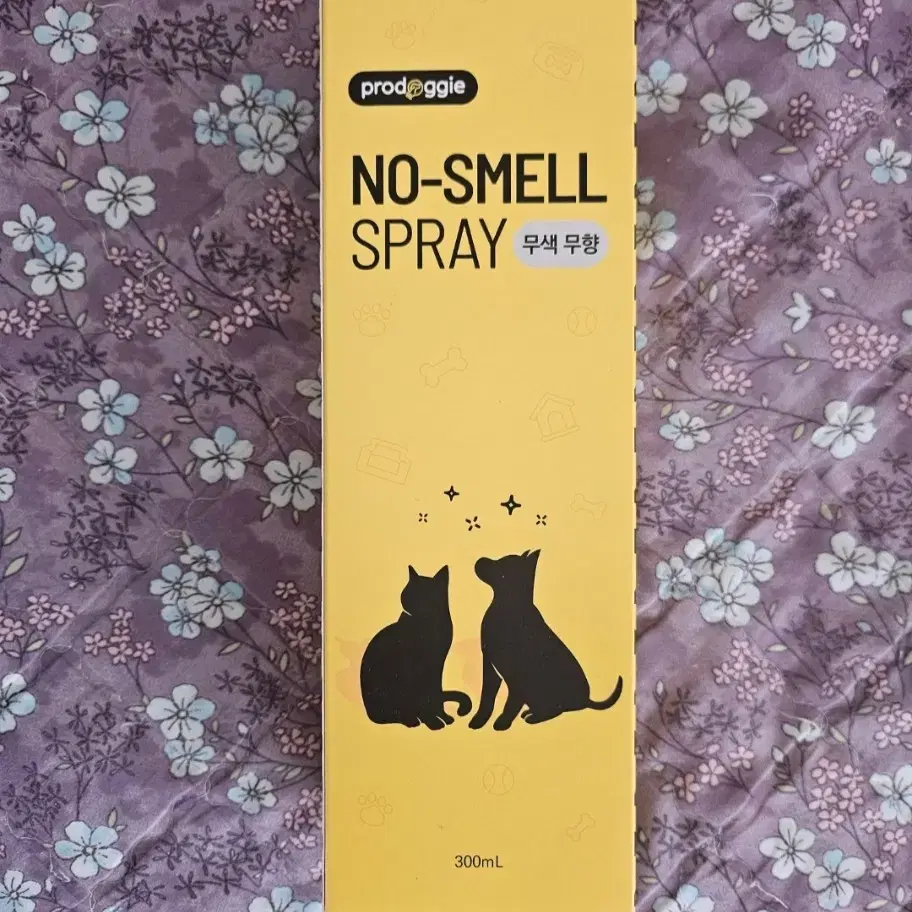 prodoggie
NO-SMELL
SPRAY 무색 무향
300mL